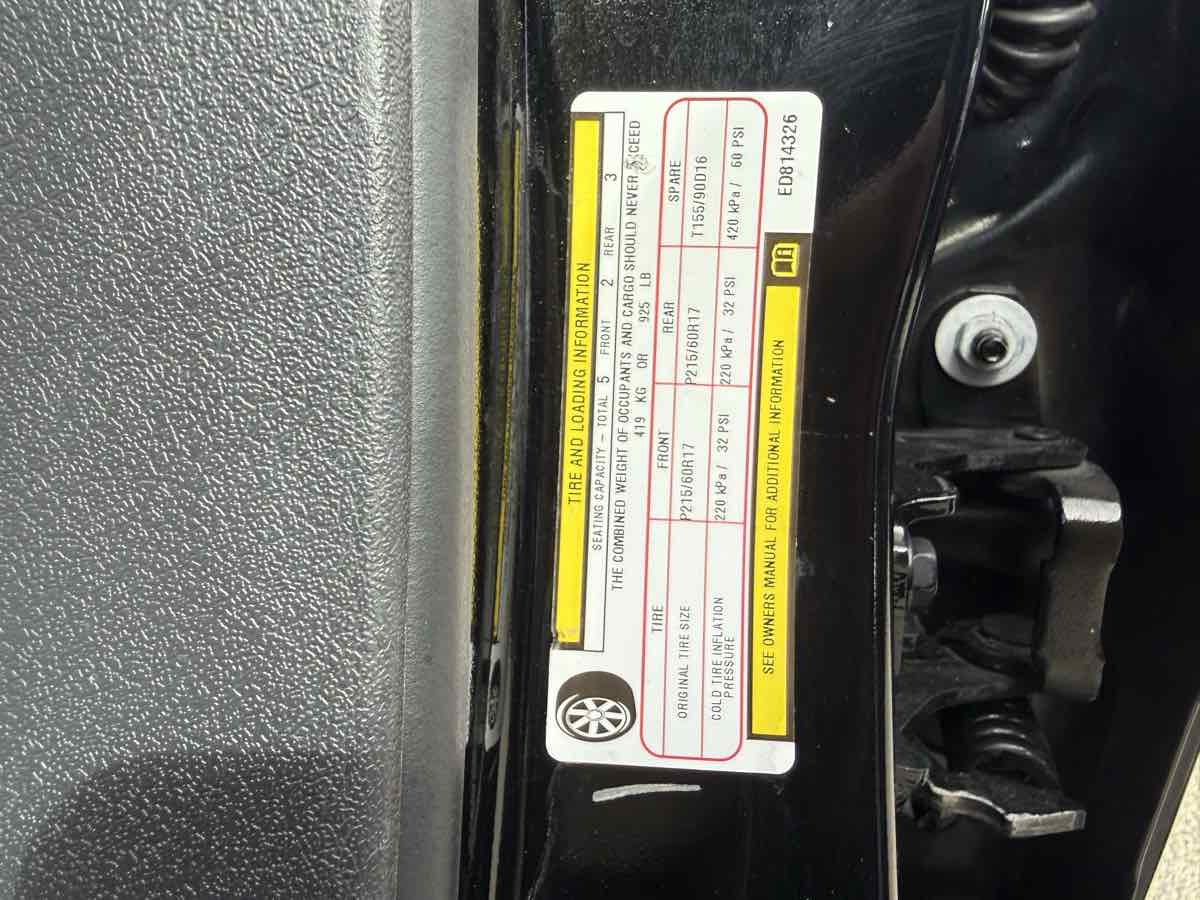 TIRE AND LOADING INFORMATION
SEATING CAPACITY – TOTAL 5 FRONT 2 REAR 3
THE COMBINED WEIGHT OF OCCUPANTS AND CARGO SHOULD NEVER EXCEED
419 KG OR 925 LB
TIRE FRONT REAR SPARE
ORIGINAL TIRE SIZE P215/60R17 P215/60R17 T155/90D16
COLD TIRE INFLATION PRESSURE 220 kPa / 32 PSI 220 kPa / 32 PSI 420 kPa / 60 PSI
SEE OWNERS MANUAL FOR ADDITIONAL INFORMATION
ED814326